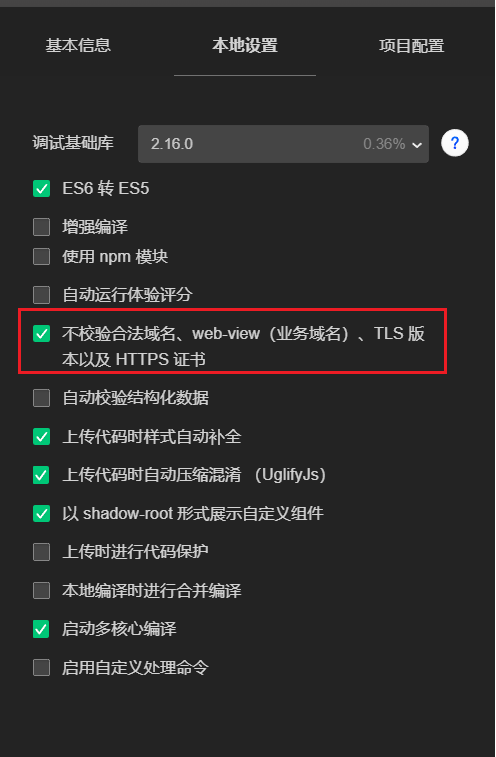 基本信息 本地设置 项目配置
调试基础库 2.16.0 0.36% ?
ES6 转 ES5
增强编译
使用 npm 模块
自动运行体验评分
不校验合法域名、web-view（业务域名）、TLS 版
本以及 HTTPS 证书
自动校验结构化数据
上传代码时样式自动补全
上传代码时自动压缩混淆 （UglifyJs）
以 shadow-root 形式展示自定义组件
上传时进行代码保护
本地编译时进行合并编译
启动多核心编译
启用自定义处理命令